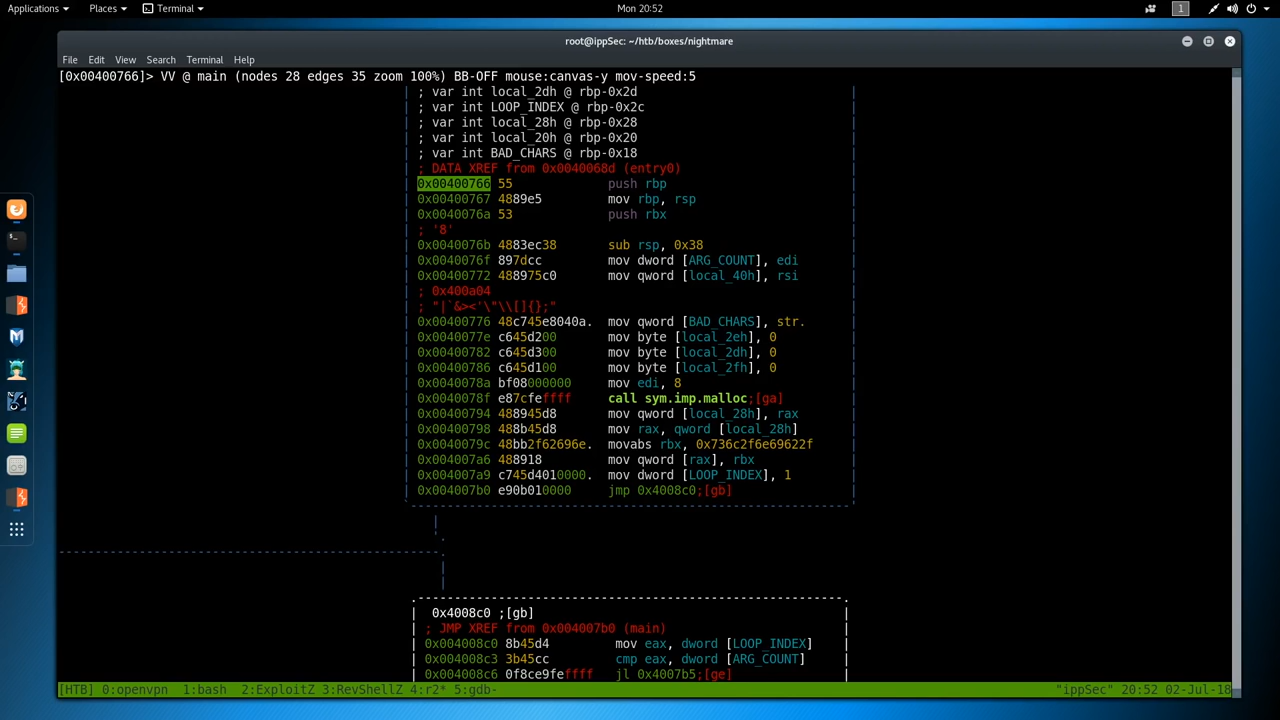 Applications Places Terminal Mon 20:52 1
root@ippSec: ~/htb/boxes/nightmare
File Edit View Search Terminal Help
[0x00400766]> VV @ main (nodes 28 edges 35 zoom 100%) BB-OFF mouse:canvas-y mov-speed:5
; var int local_2dh @ rbp-0x2d
; var int LOOP_INDEX @ rbp-0x2c
; var int local_28h @ rbp-0x28
; var int local_20h @ rbp-0x20
; var int BAD_CHARS @ rbp-0x18
; DATA XREF from 0x0040068d (entry0)
0x00400766 55 push rbp
0x00400767 4889e5 mov rbp, rsp
0x0040076a 53 push rbx
; '8'
0x0040076b 4883ec38 sub rsp, 0x38
0x0040076f 897dcc mov dword [ARG_COUNT], edi
0x00400772 488975c0 mov qword [local_40h], rsi
; 0x400a04
; "|`&><'\"\\[]{};"
0x00400776 48c745e8040a. mov qword [BAD_CHARS], str.
0x0040077e c645d200 mov byte [local_2eh], 0
0x00400782 c645d300 mov byte [local_2dh], 0
0x00400786 c645d100 mov byte [local_2fh], 0
0x0040078a bf08000000 mov edi, 8
0x0040078f e87cfeffff call sym.imp.malloc;[ga]
0x00400794 488945d8 mov qword [local_28h], rax
0x00400798 488b45d8 mov rax, qword [local_28h]
0x0040079c 48bb2f62696e. movabs rbx, 0x736c2f6e69622f
0x004007a6 488918 mov qword [rax], rbx
0x004007a9 c745d4010000. mov dword [LOOP_INDEX], 1
0x004007b0 e90b010000 jmp 0x4008c0;[gb]
0x4008c0 ;[gb]
; JMP XREF from 0x004007b0 (main)
0x004008c0 8b45d4 mov eax, dword [LOOP_INDEX]
0x004008c3 3b45cc cmp eax, dword [ARG_COUNT]
0x004008c6 0f8ce9feffff jl 0x4007b5;[ge]
[HTB] 0:openvpn 1:bash 2:ExploitZ 3:RevShellZ 4:r2* 5:gdb- "ippSec" 20:52 02-Jul-18